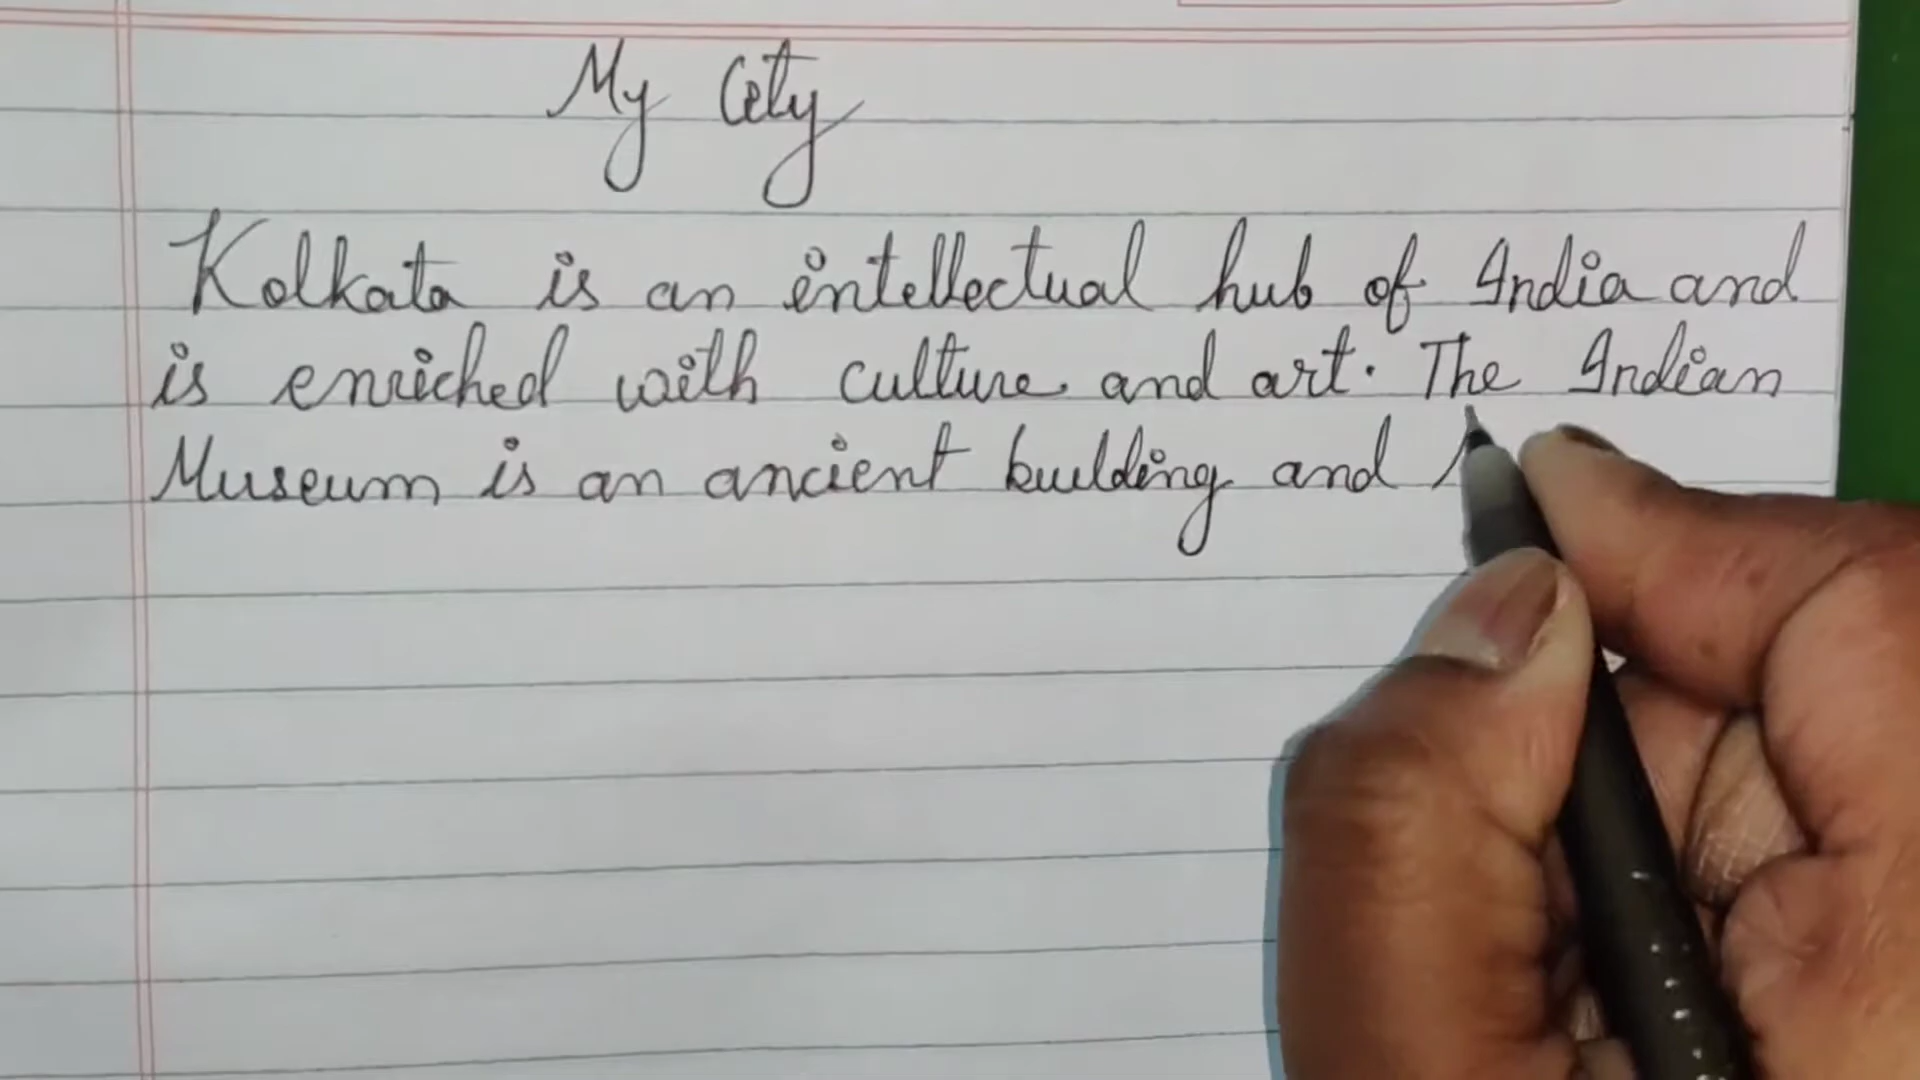 My City
Kolkata is an intellectual hub of India and
is enriched with culture and art. The Indian
Museum is an ancient building and